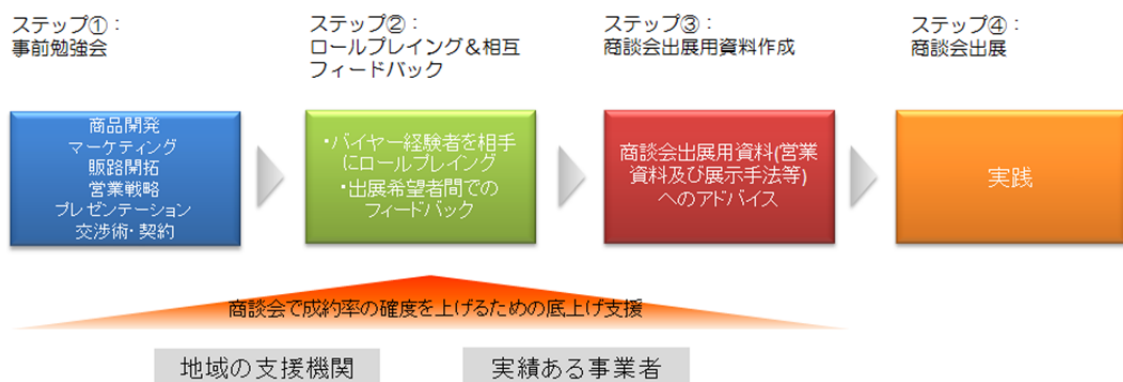 ステップ①:
事前勉強会
ステップ②:
ロールプレイング&相互
フィードバック
ステップ③:
商談会出展用資料作成
ステップ④:
商談会出展
商品開発
マーケティング
販路開拓
営業戦略
プレゼンテーション
交渉術・契約
・バイヤー経験者を相手
にロールプレイング
・出展希望者間での
フィードバック
商談会出展用資料(営業
資料及び展示手法等)
へのアドバイス
実践
商談会で成約率の確度を上げるための底上げ支援
地域の支援機関
実績ある事業者